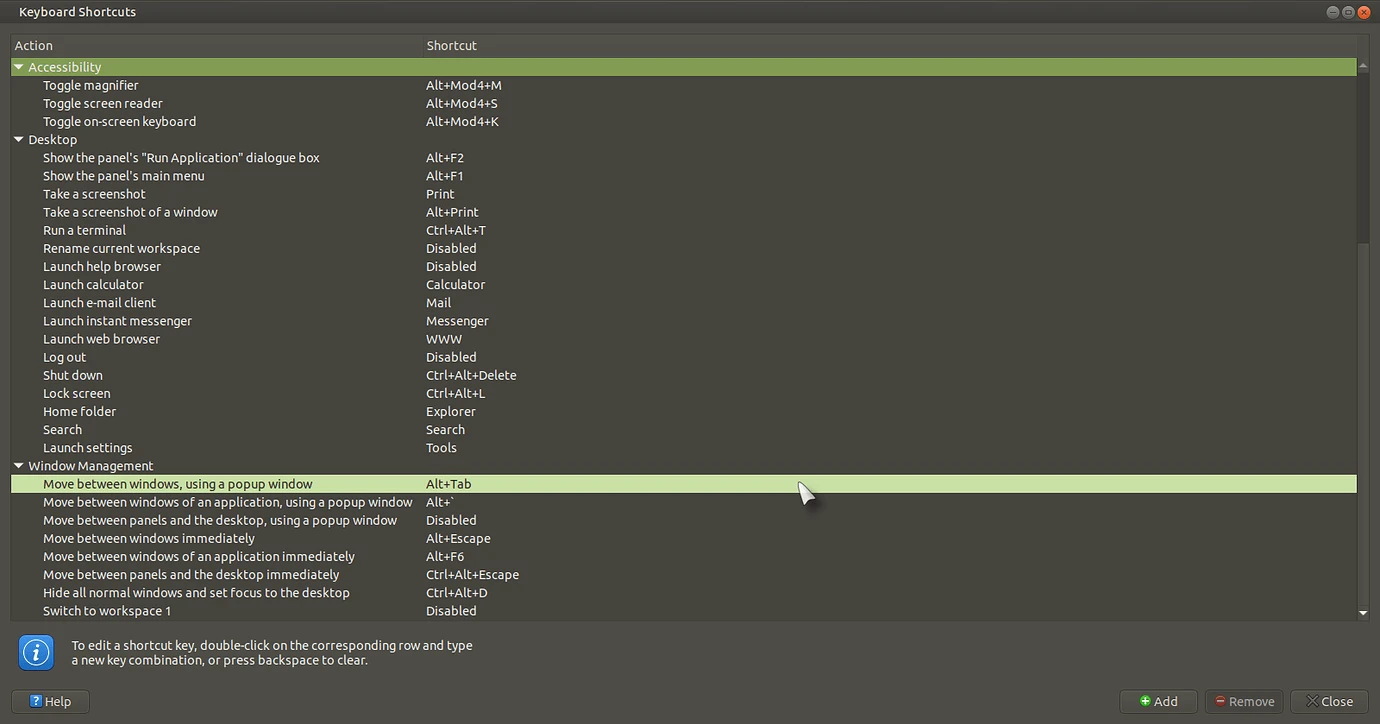 Keyboard Shortcuts
Action Shortcut
Accessibility
Toggle magnifier Alt+Mod4+M
Toggle screen reader Alt+Mod4+S
Toggle on-screen keyboard Alt+Mod4+K
Desktop
Show the panel's "Run Application" dialogue box Alt+F2
Show the panel's main menu Alt+F1
Take a screenshot Print
Take a screenshot of a window Alt+Print
Run a terminal Ctrl+Alt+T
Rename current workspace Disabled
Launch help browser Disabled
Launch calculator Calculator
Launch e-mail client Mail
Launch instant messenger Messenger
Launch web browser WWW
Log out Disabled
Shut down Ctrl+Alt+Delete
Lock screen Ctrl+Alt+L
Home folder Explorer
Search Search
Launch settings Tools
Window Management
Move between windows, using a popup window Alt+Tab
Move between windows of an application, using a popup window Alt+`
Move between panels and the desktop, using a popup window Disabled
Move between windows immediately Alt+Escape
Move between windows of an application immediately Alt+F6
Move between panels and the desktop immediately Ctrl+Alt+Escape
Hide all normal windows and set focus to the desktop Ctrl+Alt+D
Switch to workspace 1 Disabled
To edit a shortcut key, double-click on the corresponding row and type
a new key combination, or press backspace to clear.
Help Add Remove Close